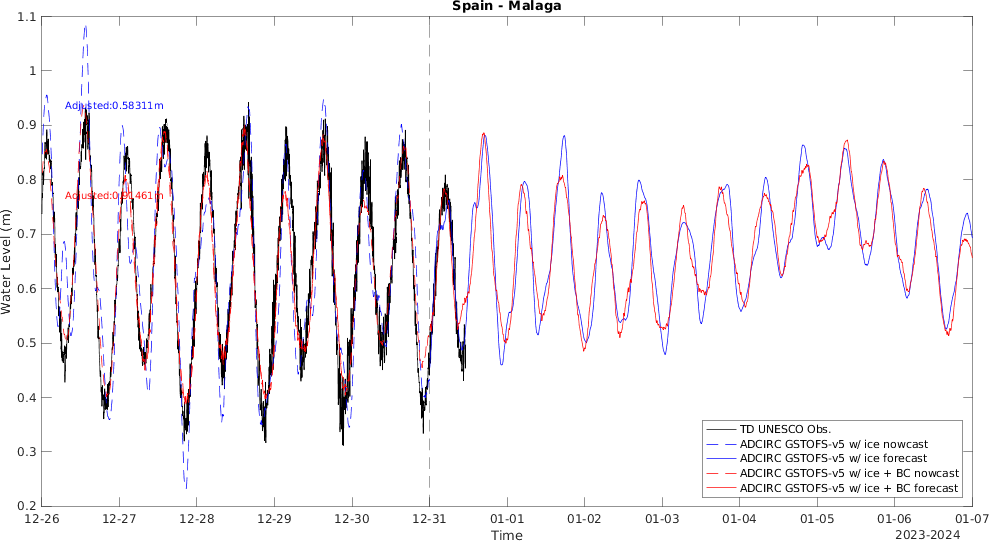 Spain - Malaga
Water Level (m)
1.1
1
0.9
0.8
0.7
0.6
0.5
0.4
0.3
0.2
Adjusted:0.58311m
TD UNESCO Obs.
ADCIRC GSTOFS-v5 w/ ice nowcast
ADCIRC GSTOFS-v5 w/ ice forecast
ADCIRC GSTOFS-v5 w/ ice + BC nowcast
ADCIRC GSTOFS-v5 w/ ice + BC forecast
12-26 12-27 12-28 12-29 12-30 12-31 01-01 01-02 01-03 01-04 01-05 01-06 01-07
Time
2023-2024